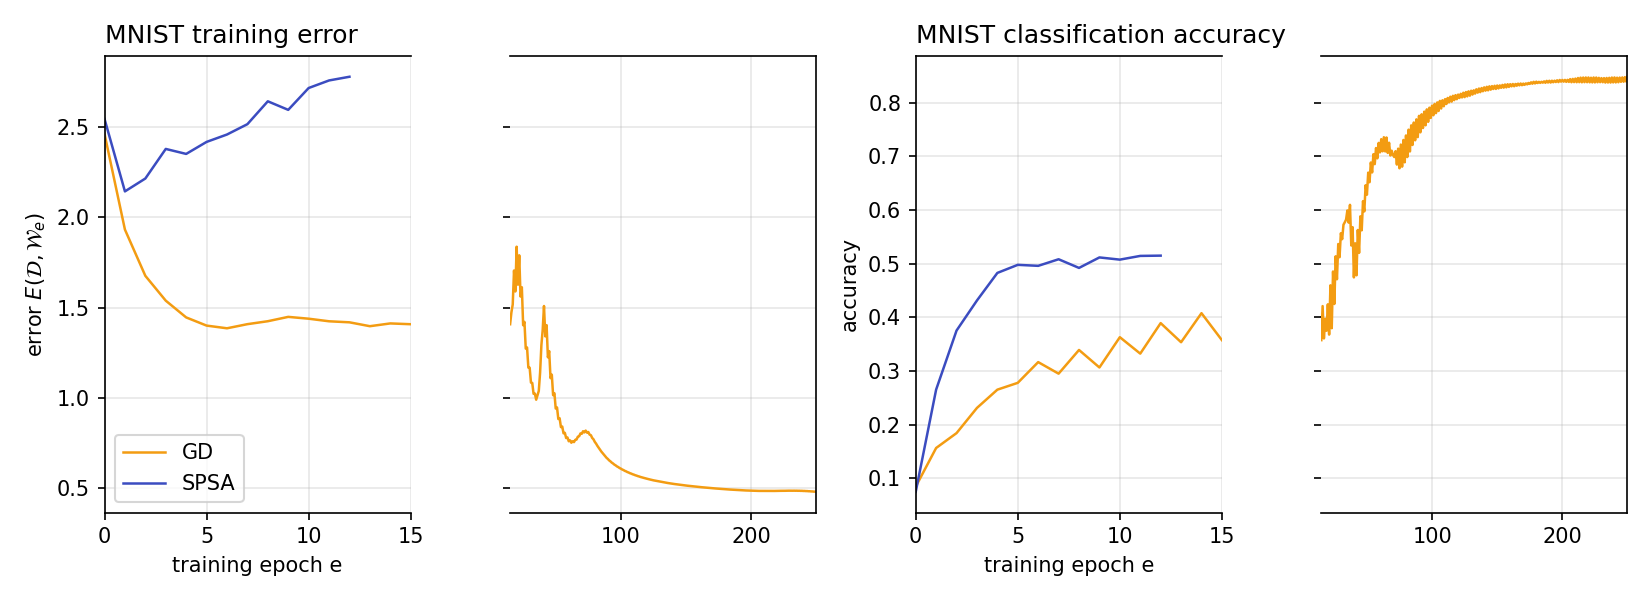 MNIST training error
error E(𝒟, 𝒲ₑ)
2.5
2.0
1.5
1.0
0.5
GD
SPSA
0 5 10 15
training epoch e
100 200
MNIST classification accuracy
accuracy
0.8
0.7
0.6
0.5
0.4
0.3
0.2
0.1
0 5 10 15
training epoch e
100 200